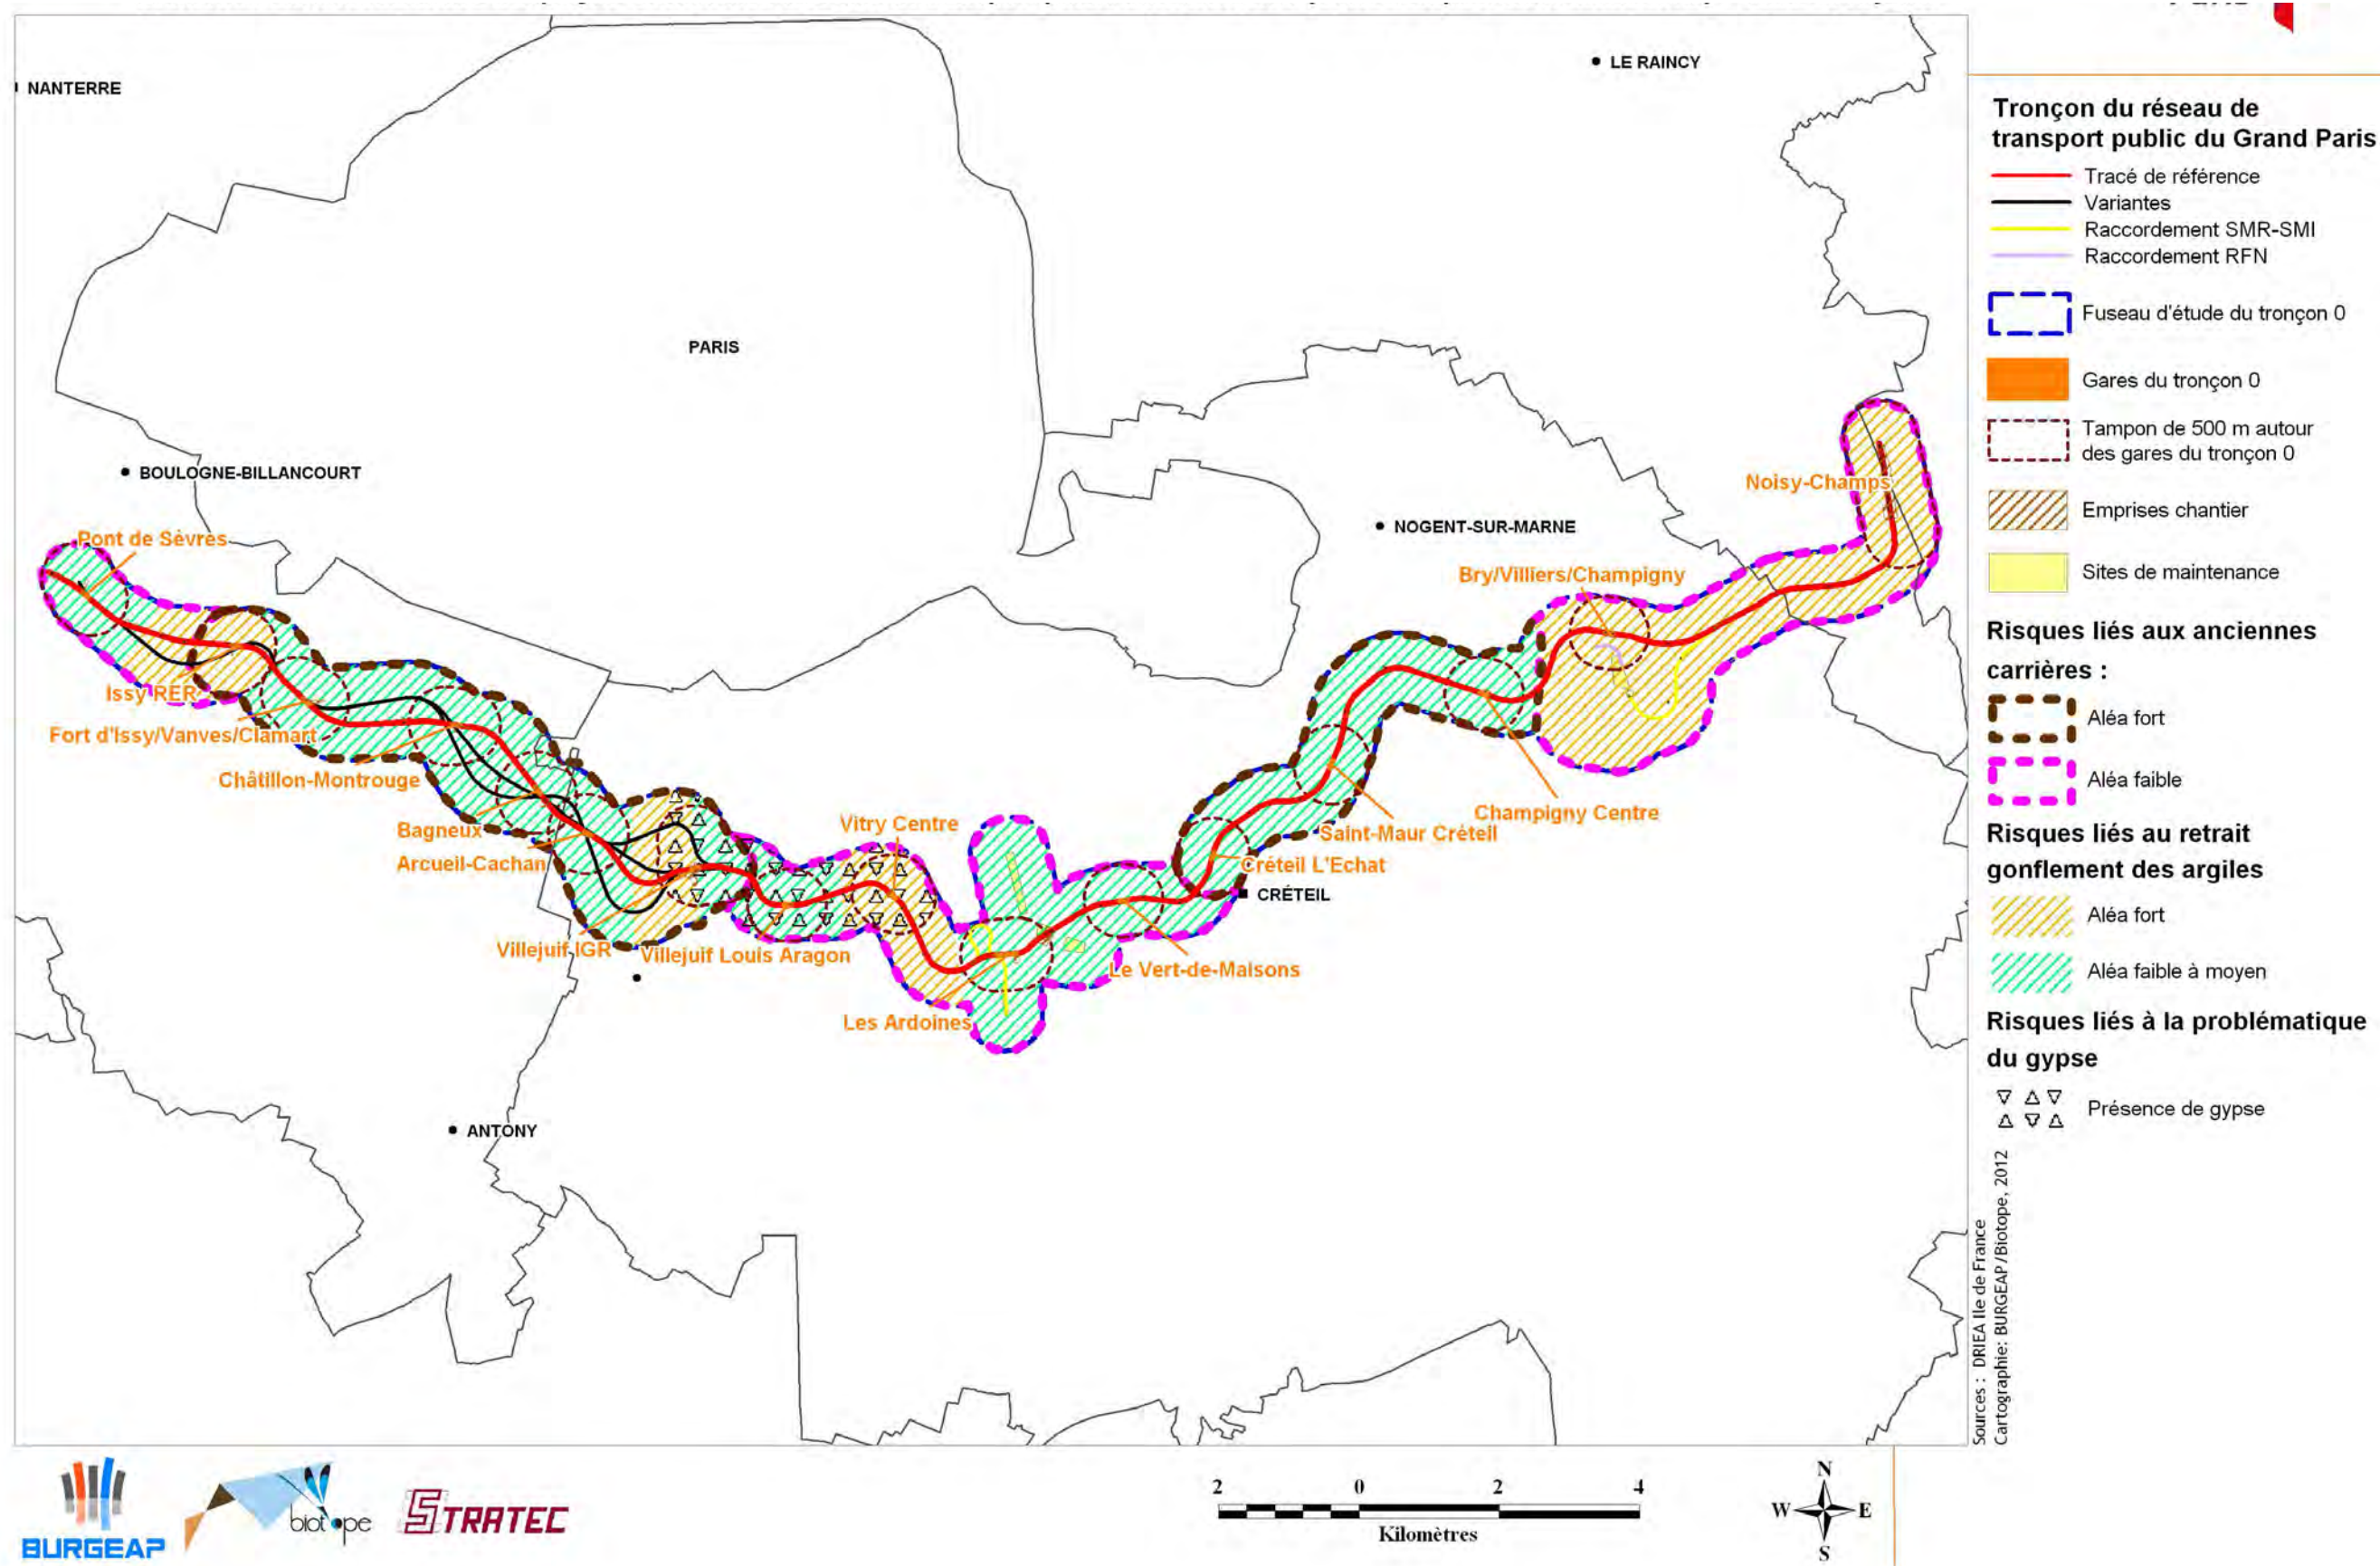 NANTERRE
LE RAINCY
PARIS
BOULOGNE-BILLANCOURT
NOGENT-SUR-MARNE
Noisy-Champs
Pont de Sèvres
Bry/Villiers/Champigny
Issy RER
Fort d'Issy/Vanves/Clamart
Châtillon-Montrouge
Bagneux
Arcueil-Cachan
Vitry Centre
Champigny Centre
Saint-Maur Créteil
Créteil L'Echat
CRÉTEIL
Villejuif IGR
Villejuif Louis Aragon
Le Vert-de-Maisons
Les Ardoines
ANTONY
Tronçon du réseau de
transport public du Grand Paris
Tracé de référence
Variantes
Raccordement SMR-SMI
Raccordement RFN
Fuseau d'étude du tronçon 0
Gares du tronçon 0
Tampon de 500 m autour
des gares du tronçon 0
Emprises chantier
Sites de maintenance
Risques liés aux anciennes
carrières :
Aléa fort
Aléa faible
Risques liés au retrait
gonflement des argiles
Aléa fort
Aléa faible à moyen
Risques liés à la problématique
du gypse
Présence de gypse
Sources : DRIEA Ile de France
Cartographie: BURGEAP/Biotope, 2012
BURGEAP
biotope
STRATEC
2 0 2 4
Kilomètres
N
W E
S